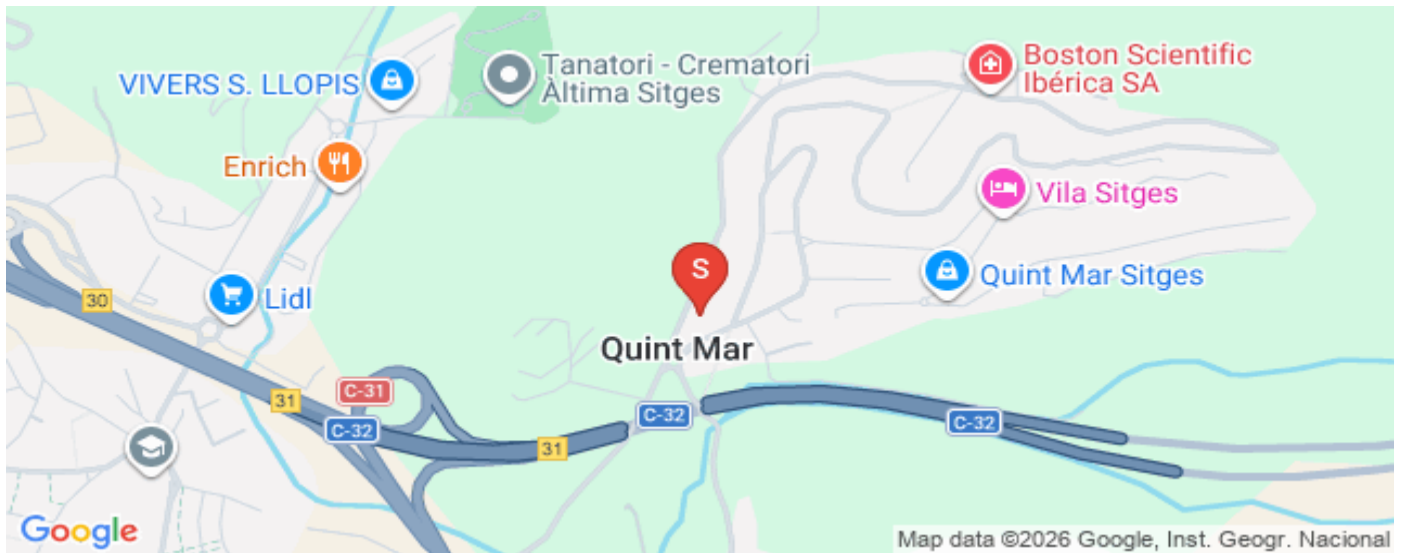 Tanatori - Crematori
Àltima Sitges
Boston Scientific
Ibérica SA
VIVERS S. LLOPIS
Enrich
Vila Sitges
S
Quint Mar Sitges
30
Lidl
Quint Mar
C-31
31
C-32
C-32
C-32
31
Google
Map data ©2026 Google, Inst. Geogr. Nacional